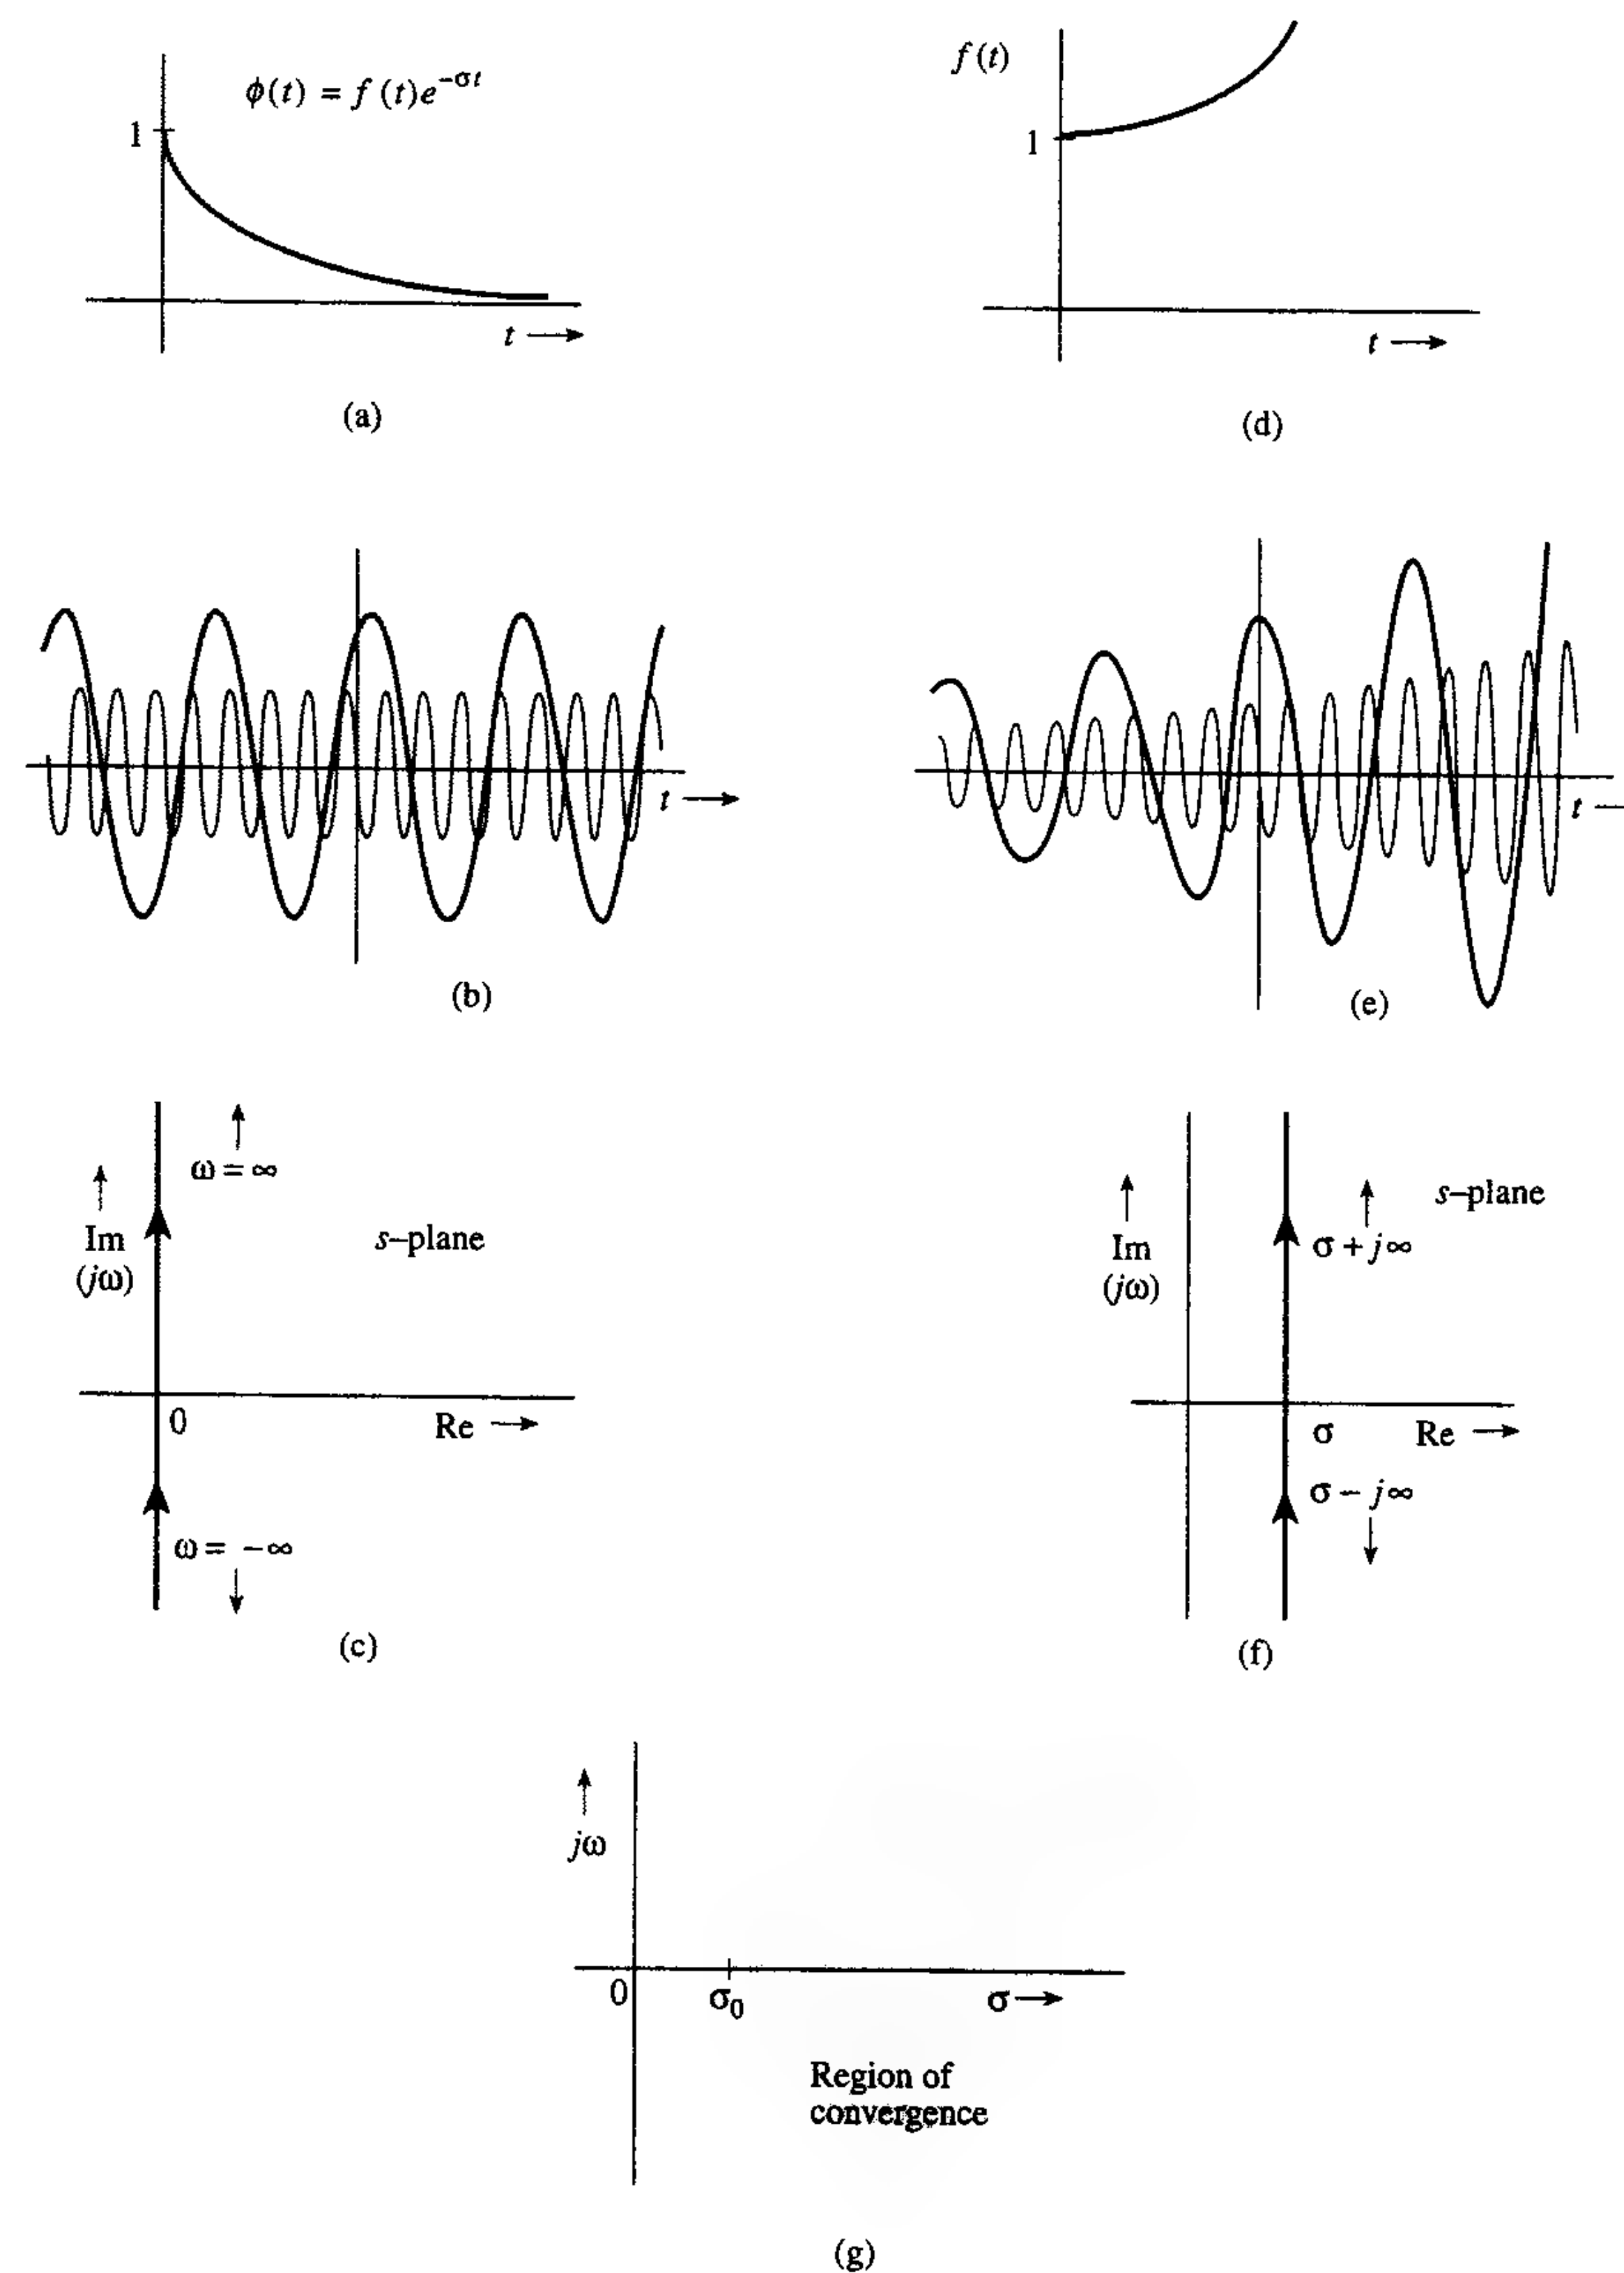 ϕ(t) = f (t)e^{−σt}
1
t
(a)
f (t)
1
t
(d)
t
(b)
t
(e)
ω = ∞
Im
(jω)
s–plane
0
Re
ω = −∞
(c)
s–plane
Im
(jω)
σ + j∞
σ
Re
σ − j∞
(f)
jω
0
σ₀
σ
Region of
convergence
(g)